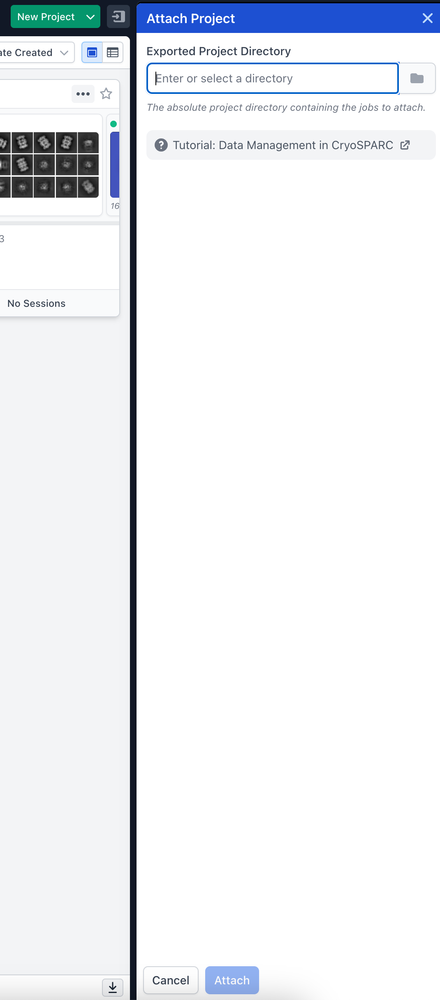 New Project
Attach Project
ate Created
Exported Project Directory
Enter or select a directory
The absolute project directory containing the jobs to attach.
Tutorial: Data Management in CryoSPARC
16
3
No Sessions
Cancel
Attach